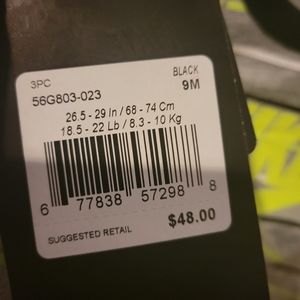 3PC BLACK
56G803-023 9M
26.5 - 29 In / 68 - 74 Cm
18.5 - 22 Lb / 8.3 - 10 Kg
6 77838 57298 8
SUGGESTED RETAIL $48.00